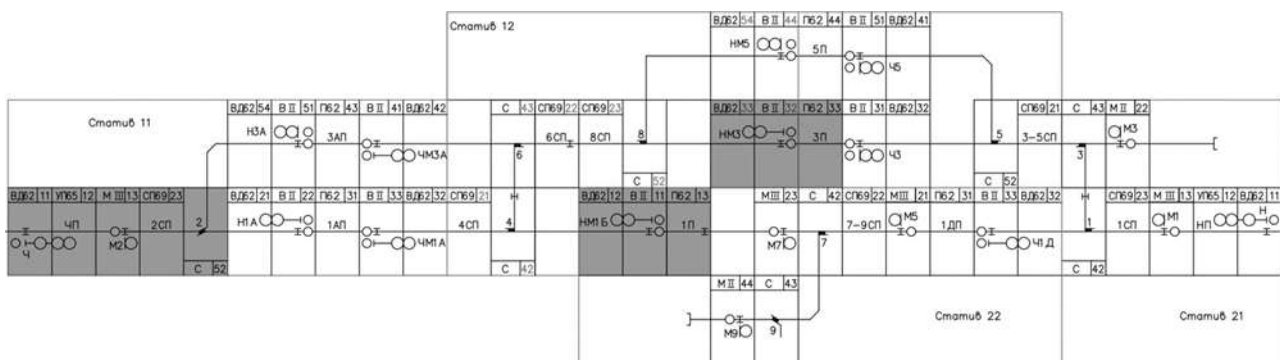 Статив 12
ВД62 54 В II 44 П62 44 В II 51 ВД62 41
НМ5 5П Ч5
Статив 11
ВД62 54 В II 51 П62 43 В II 41 ВД62 42 С 43 СП69 22 СП69 23 ВД62 33 В II 32 П62 33 В II 31 ВД62 32 СП69 21 С 43 М II 22
Н3А 3АП ЧМ3А 6 6СП 8СП 8 НМ3 3П Ч3 5 3-5СП 3 М3
С 52 С 52
ВД62 11 УП65 12 М III 13 СП69 23 ВД62 21 В II 22 П62 31 В II 33 ВД62 32 СП69 21 Н ВД62 12 В II 11 П62 13 М III 23 С 42 СП69 22 М III 21 П62 31 В II 33 ВД62 32 Н СП69 23 М III 13 УП65 12 ВД62 11
Ч ЧП М2 2СП 2 Н1А 1АП ЧМ1А 4СП 4 НМ1Б 1П М7 7 7-9СП М5 1ДП Ч1Д 1 1СП М1 НП Н
С 52 С 42 С 42
М II 44 С 43
М9 9
Статив 22
Статив 21